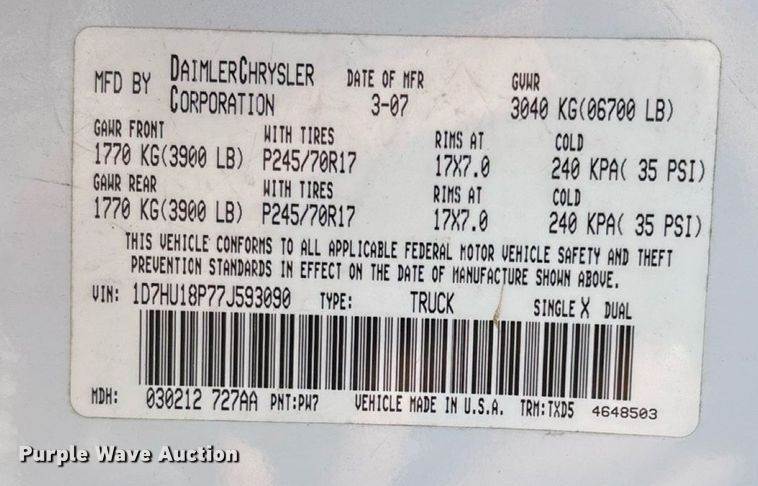 MFD BY DAIMLERCHRYSLER CORPORATION DATE OF MFR 3-07 GVWR 3040 KG(06700 LB)
GAWR FRONT WITH TIRES RIMS AT COLD
1770 KG(3900 LB) P245/70R17 17X7.0 240 KPA( 35 PSI)
GAWR REAR WITH TIRES RIMS AT COLD
1770 KG(3900 LB) P245/70R17 17X7.0 240 KPA( 35 PSI)
THIS VEHICLE CONFORMS TO ALL APPLICABLE FEDERAL MOTOR VEHICLE SAFETY AND THEFT
PREVENTION STANDARDS IN EFFECT ON THE DATE OF MANUFACTURE SHOWN ABOVE.
VIN: 1D7HU18P77J593090 TYPE: TRUCK SINGLE X DUAL
MDH: 030212 727AA PNT:PW7 VEHICLE MADE IN U.S.A. TRM:TXD5 4648503
Purple Wave Auction